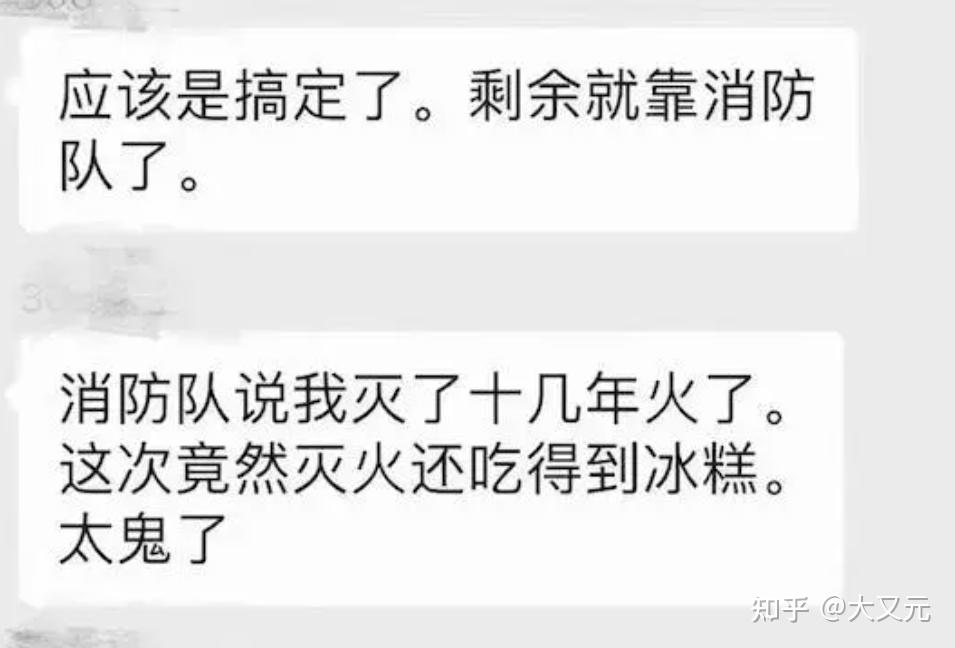 应该是搞定了。剩余就靠消防
队了。
消防队说我灭了十几年火了。
这次竟然灭火还吃得到冰糕。
太鬼了
知乎 @大又元